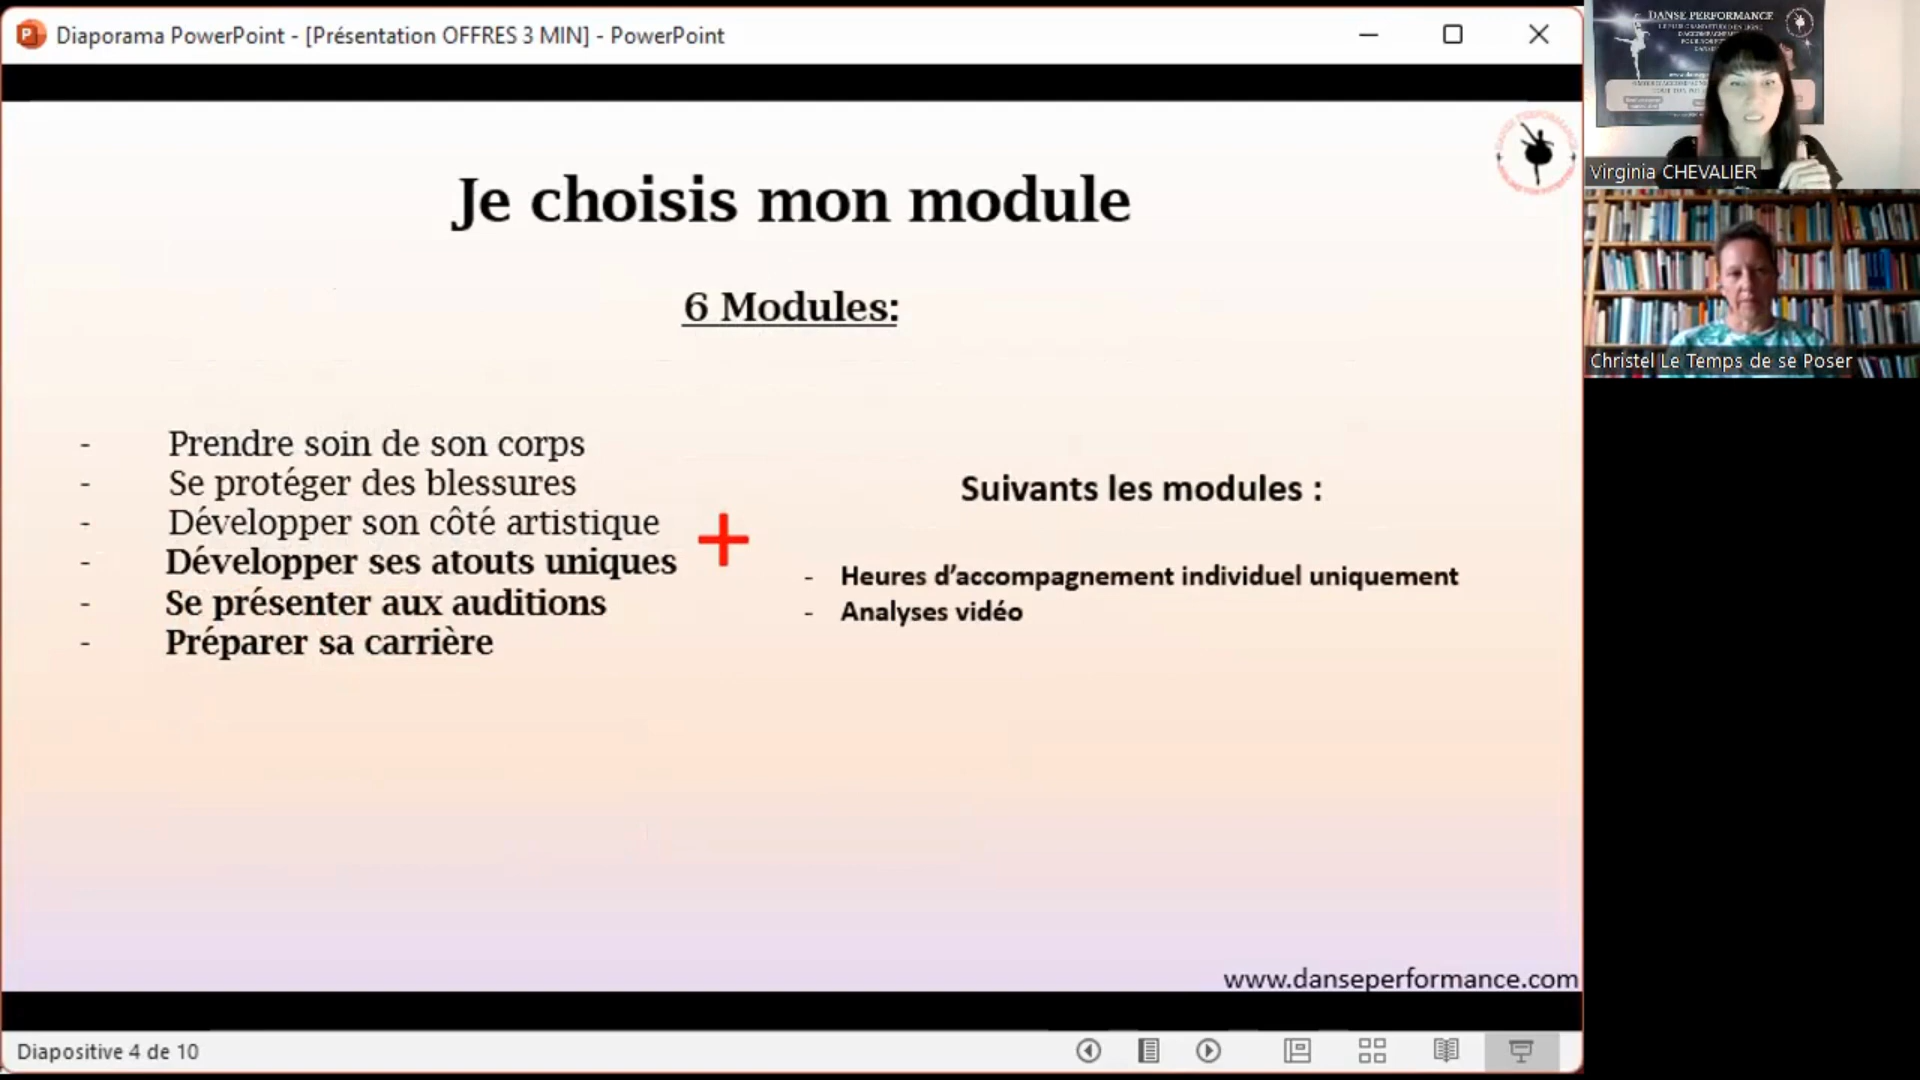 Diaporama PowerPoint - [Présentation OFFRES 3 MIN] - PowerPoint
DANSE PERFORMANCE
Virginia CHEVALIER
Christel Le Temps de se Poser
Je choisis mon module
6 Modules:
- Prendre soin de son corps
- Se protéger des blessures
- Développer son côté artistique
- Développer ses atouts uniques
- Se présenter aux auditions
- Préparer sa carrière
+
Suivants les modules :
- Heures d’accompagnement individuel uniquement
- Analyses vidéo
www.danseperformance.com
Diapositive 4 de 10